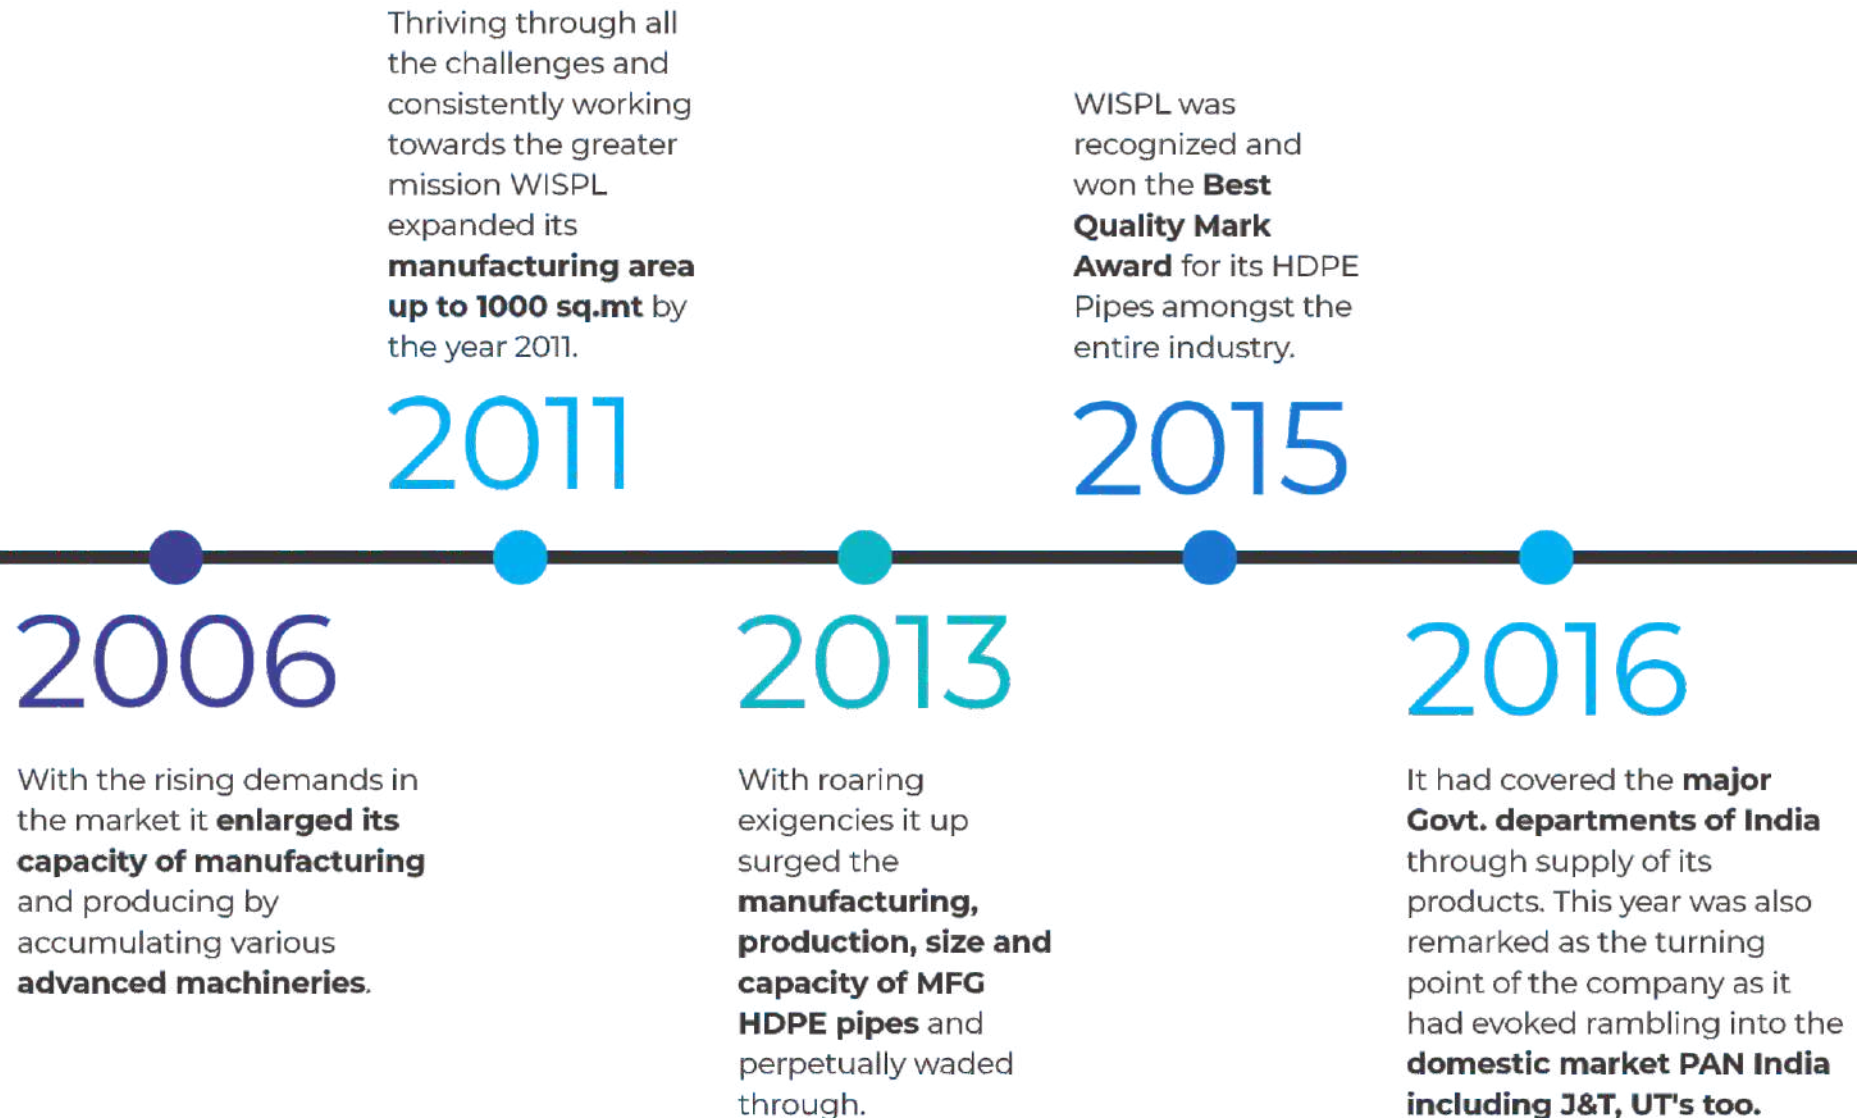 Thriving through all
the challenges and
consistently working
towards the greater
mission WISPL
expanded its
manufacturing area
up to 1000 sq.mt by
the year 2011.
2011
WISPL was
recognized and
won the Best
Quality Mark
Award for its HDPE
Pipes amongst the
entire industry.
2015
2006
With the rising demands in
the market it enlarged its
capacity of manufacturing
and producing by
accumulating various
advanced machineries.
2013
With roaring
exigencies it up
surged the
manufacturing,
production, size and
capacity of MFG
HDPE pipes and
perpetually waded
through.
2016
It had covered the major
Govt. departments of India
through supply of its
products. This year was also
remarked as the turning
point of the company as it
had evoked rambling into the
domestic market PAN India
including J&T, UT's too.